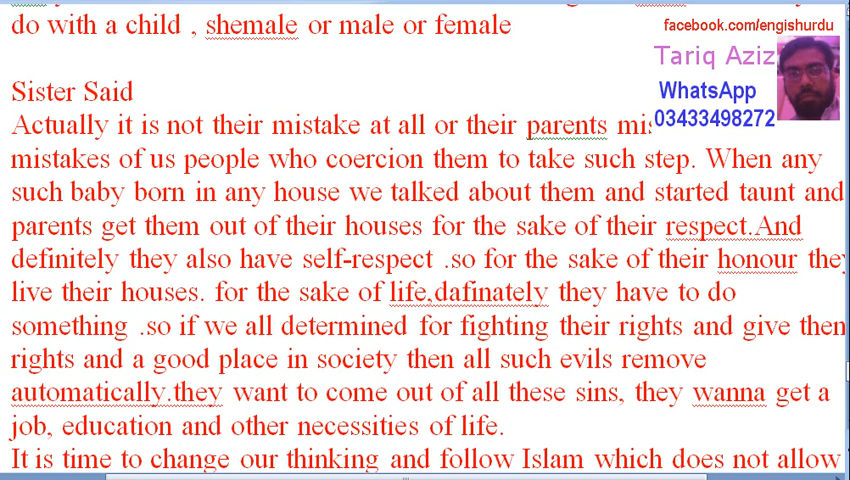 do with a child , shemale or male or female
facebook.com/engishurdu
Tariq Aziz
WhatsApp
03433498272
Sister Said
Actually it is not their mistake at all or their parents
mistakes of us people who coercion them to take such step. When any
such baby born in any house we talked about them and started taunt and
parents get them out of their houses for the sake of their respect.And
definitely they also have self-respect .so for the sake of their honour they
live their houses. for the sake of life,dafinately they have to do
something .so if we all determined for fighting their rights and give then
rights and a good place in society then all such evils remove
automatically.they want to come out of all these sins, they wanna get a
job, education and other necessities of life.
It is time to change our thinking and follow Islam which does not allow